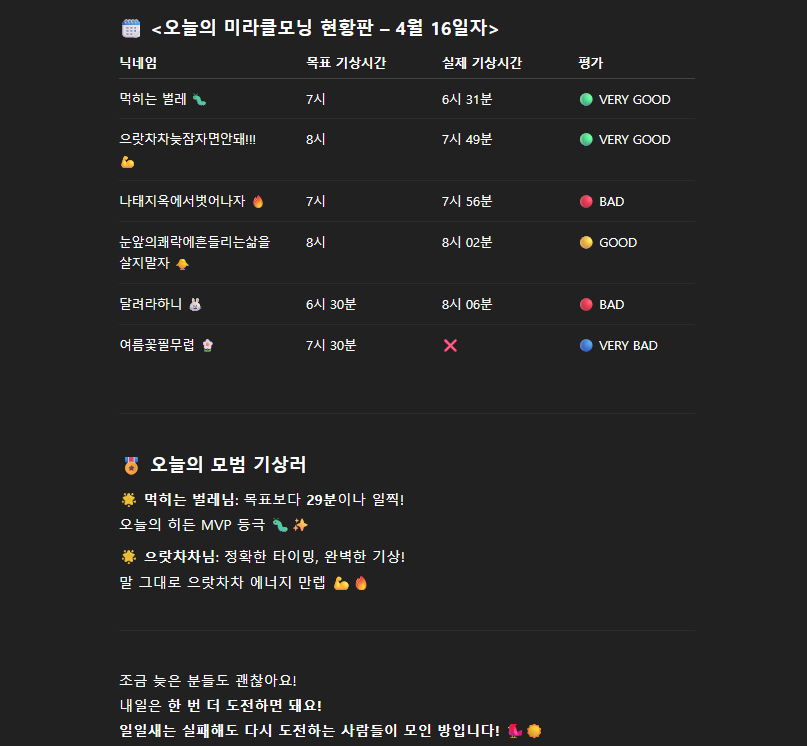 🗓️ <오늘의 미라클모닝 현황판 – 4월 16일자>
닉네임 목표 기상시간 실제 기상시간 평가
먹히는 벌레 🐛 7시 6시 31분 🟢 VERY GOOD
으랏차차늦잠자면안돼!!! 💪 8시 7시 49분 🟢 VERY GOOD
나태지옥에서벗어나자 🔥 7시 7시 56분 🔴 BAD
눈앞의쾌락에흔들리는삶을 살지말자 🐥 8시 8시 02분 🟡 GOOD
달려라하니 🐰 6시 30분 8시 06분 🔴 BAD
여름꽃필무렵 🌸 7시 30분 ❌ 🔵 VERY BAD
🏅 오늘의 모범 기상러
🌟 먹히는 벌레님: 목표보다 29분이나 일찍!
오늘의 히든 MVP 등극 🐛✨
🌟 으랏차차님: 정확한 타이밍, 완벽한 기상!
말 그대로 으랏차차 에너지 만렙 💪🔥
조금 늦은 분들도 괜찮아요!
내일은 한 번 더 도전하면 돼요!
일일새는 실패해도 다시 도전하는 사람들이 모인 방입니다! 🐦🌞